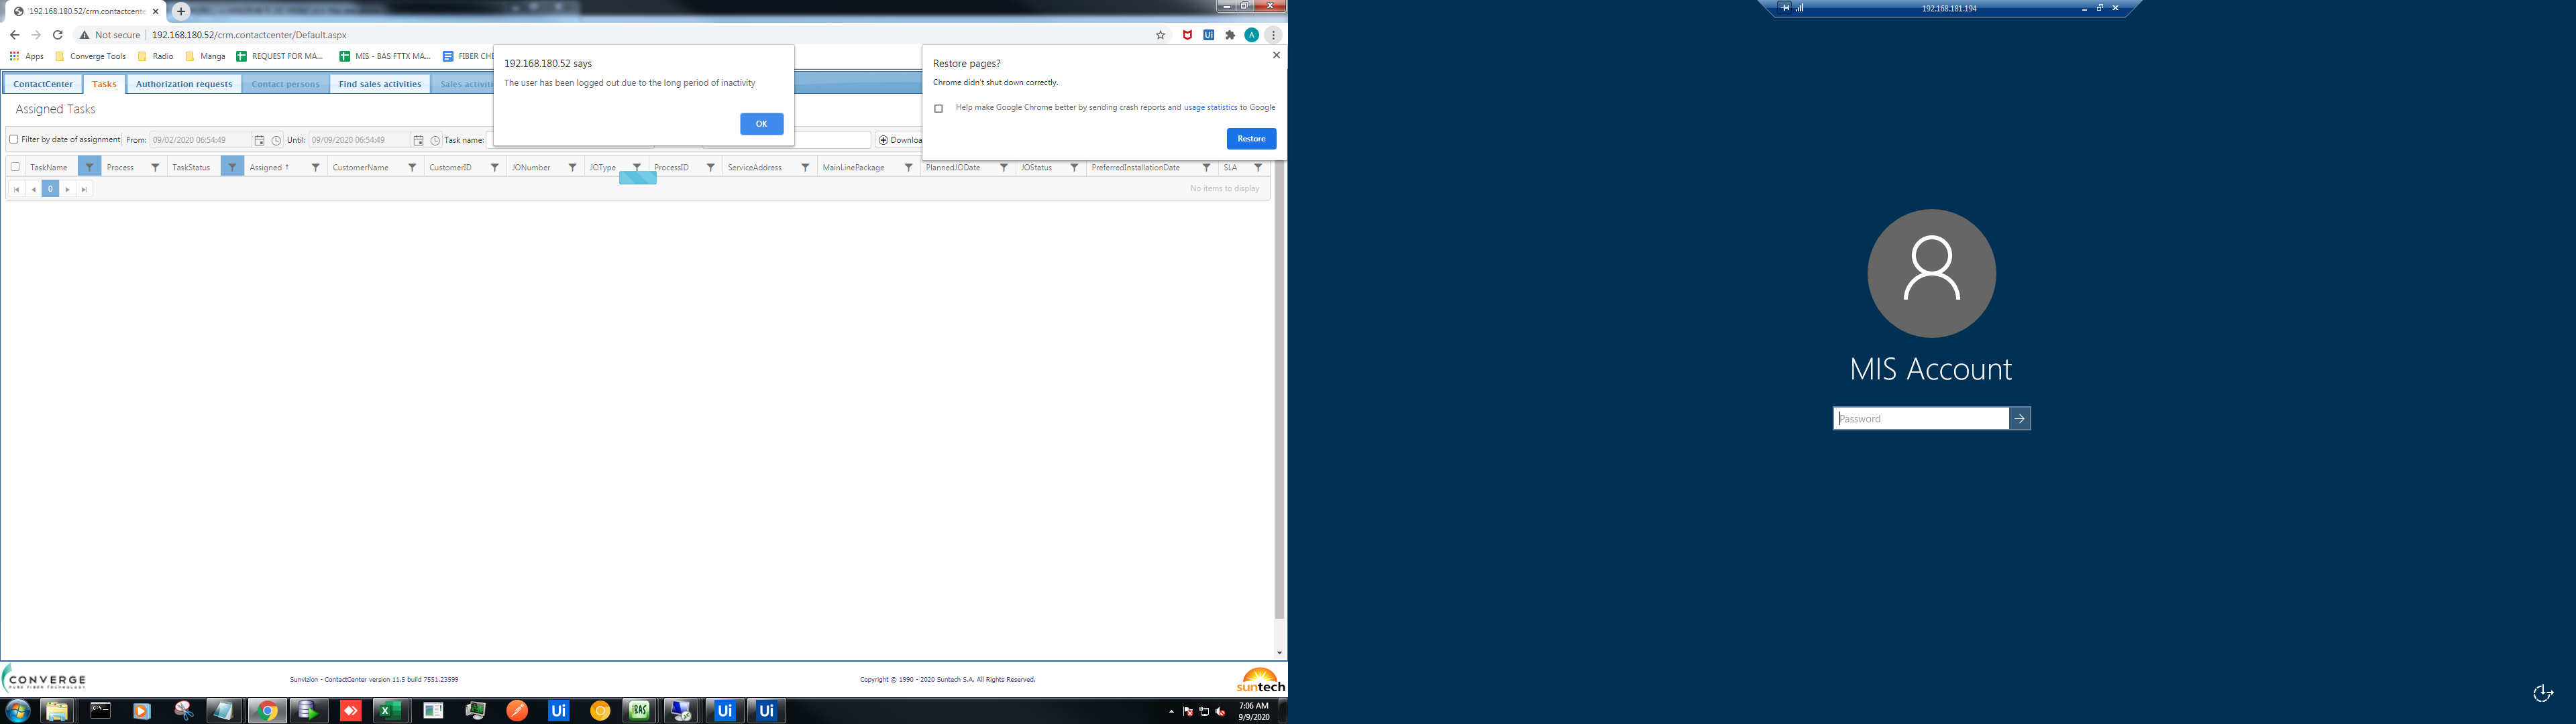 192.168.180.52/crm.contactcente
Not secure
192.168.180.52/crm.contactcenter/Default.aspx
A
Apps
Converge Tools
Radio
Manga
REQUEST FOR MA...
MIS - BAS FTTX MA...
FIBER CHE
ContactCenter
Tasks
Authorization requests
Contact persons
Find sales activities
Sales activiti
192.168.180.52 says
The user has been logged out due to the long period of inactivity
OK
Restore pages?
Chrome didn't shut down correctly.
Help make Google Chrome better by sending crash reports and usage statistics to Google
Restore
Assigned Tasks
Filter by date of assignment
From:
09/02/2020 06:54:49
Until:
09/09/2020 06:54:49
Task name:
Downloa
TaskName
Process
TaskStatus
Assigned ↑
CustomerName
CustomerID
JONumber
JOType
ProcessID
ServiceAddress
MainLinePackage
PlannedJODate
JOStatus
PreferredInstallationDate
SLA
0
No items to display
CONVERGE
PURE FIBER TECHNOLOGY
Sunvizion - ContactCenter version 11.5 build 7551.23599
Copyright © 1990 - 2020 Suntech S.A. All Rights Reserved.
suntech
Ui
BAS
Ui
Ui
7:06 AM
9/9/2020
192.168.181.194
MIS Account
Password